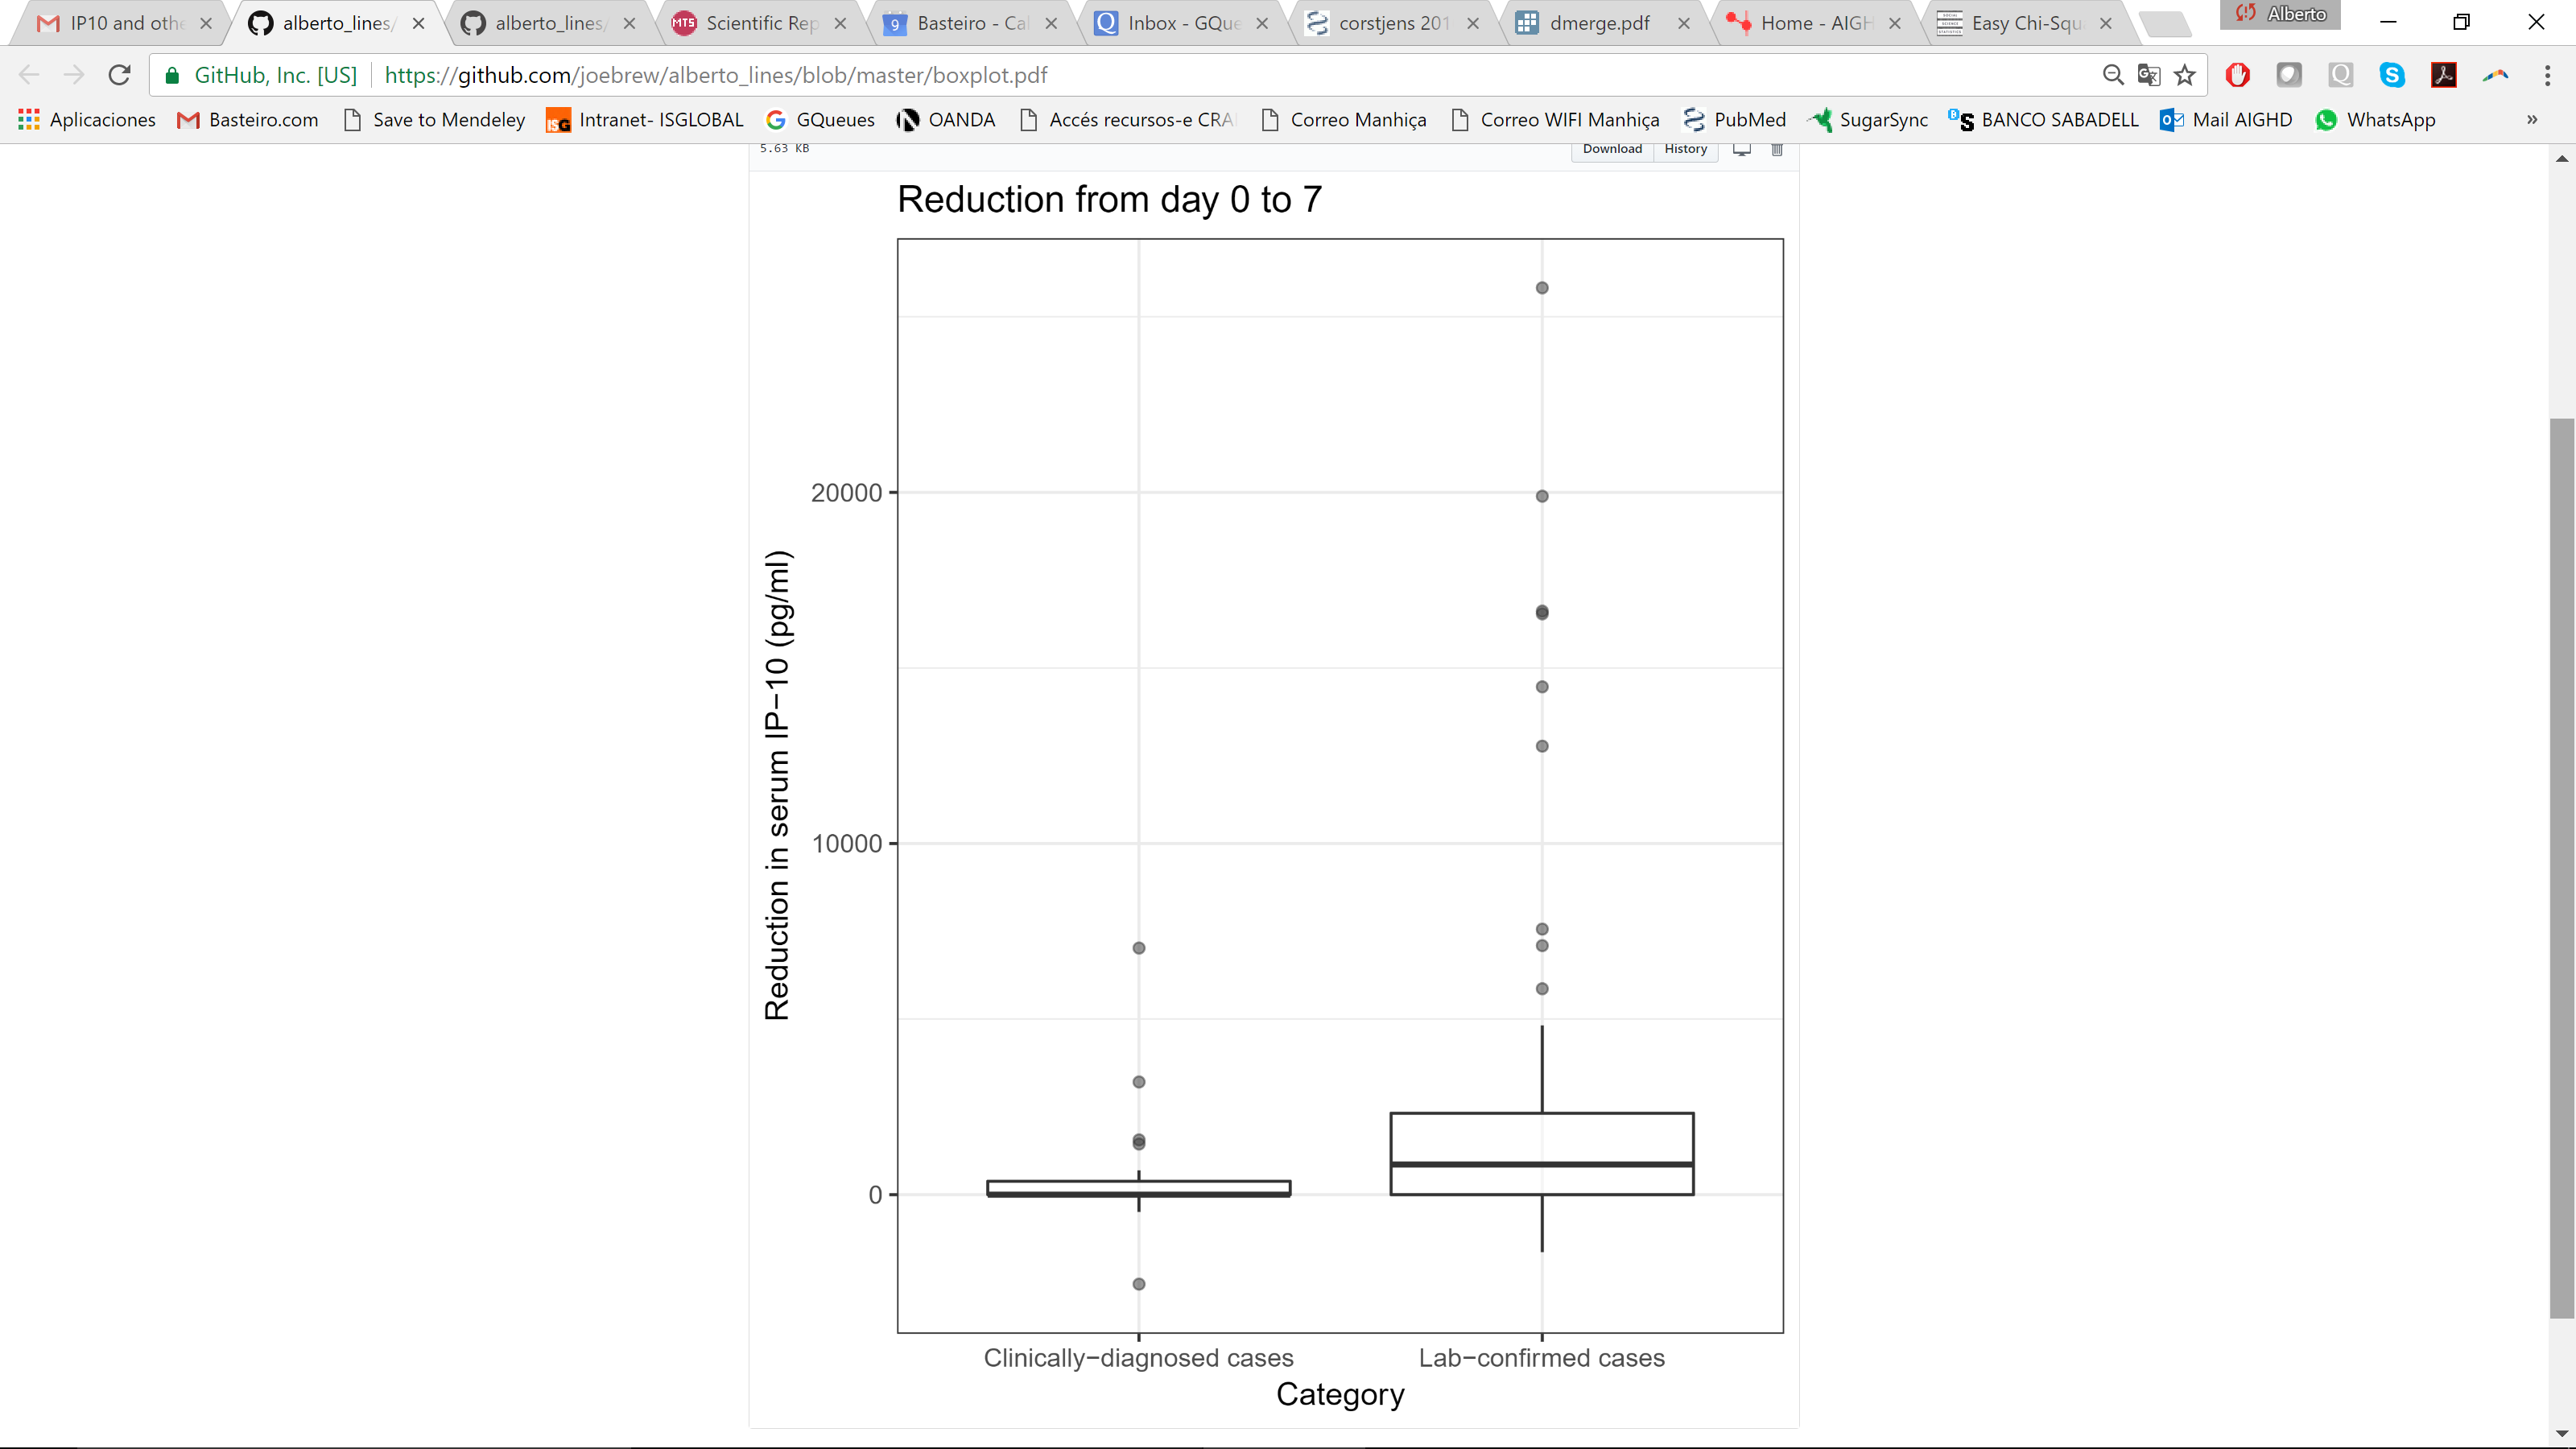 IP10 and othe
alberto_lines/
alberto_lines/
MTS
Scientific Rep
9
Basteiro - Cal
Inbox - GQue
corstjens 201
dmerge.pdf
Home - AIGH
Easy Chi-Squ
Alberto
GitHub, Inc. [US]
https://github.com/joebrew/alberto_lines/blob/master/boxplot.pdf
Aplicaciones
Basteiro.com
Save to Mendeley
ISG
Intranet- ISGLOBAL
GQueues
OANDA
Accés recursos-e CRA
Correo Manhiça
Correo WIFI Manhiça
PubMed
SugarSync
BANCO SABADELL
Mail AIGHD
WhatsApp
»
5.63 KB
Download
History
Reduction from day 0 to 7
Reduction in serum IP−10 (pg/ml)
20000
10000
0
Clinically−diagnosed cases
Lab−confirmed cases
Category